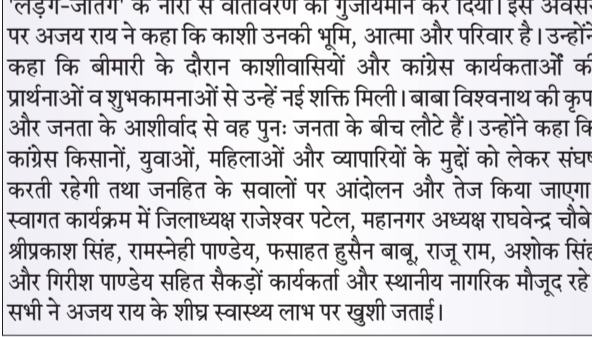 'लड़ेंगे-जीतेंगे' के नारों से वातावरण को गुंजायमान कर दिया। इस अवसर
पर अजय राय ने कहा कि काशी उनकी भूमि, आत्मा और परिवार है। उन्होंने
कहा कि बीमारी के दौरान काशीवासियों और कांग्रेस कार्यकर्ताओं की
प्रार्थनाओं व शुभकामनाओं से उन्हें नई शक्ति मिली। बाबा विश्वनाथ की कृप
और जनता के आशीर्वाद से वह पुनः जनता के बीच लौटे हैं। उन्होंने कहा कि
कांग्रेस किसानों, युवाओं, महिलाओं और व्यापारियों के मुद्दों को लेकर संघष
करती रहेगी तथा जनहित के सवालों पर आंदोलन और तेज किया जाएगा
स्वागत कार्यक्रम में जिलाध्यक्ष राजेश्वर पटेल, महानगर अध्यक्ष राघवेन्द्र चौबे
श्रीप्रकाश सिंह, रामस्नेही पाण्डेय, फसाहत हुसैन बाबू, राजू राम, अशोक सिंह
और गिरीश पाण्डेय सहित सैकड़ों कार्यकर्ता और स्थानीय नागरिक मौजूद रहे
सभी ने अजय राय के शीघ्र स्वास्थ्य लाभ पर खुशी जताई।